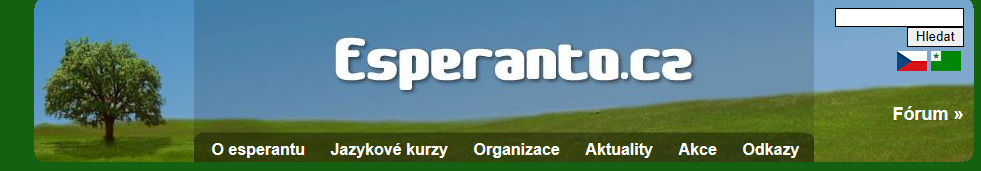 Esperanto.cz
Hledat
Fórum »
O esperantu Jazykové kurzy Organizace Aktuality Akce Odkazy